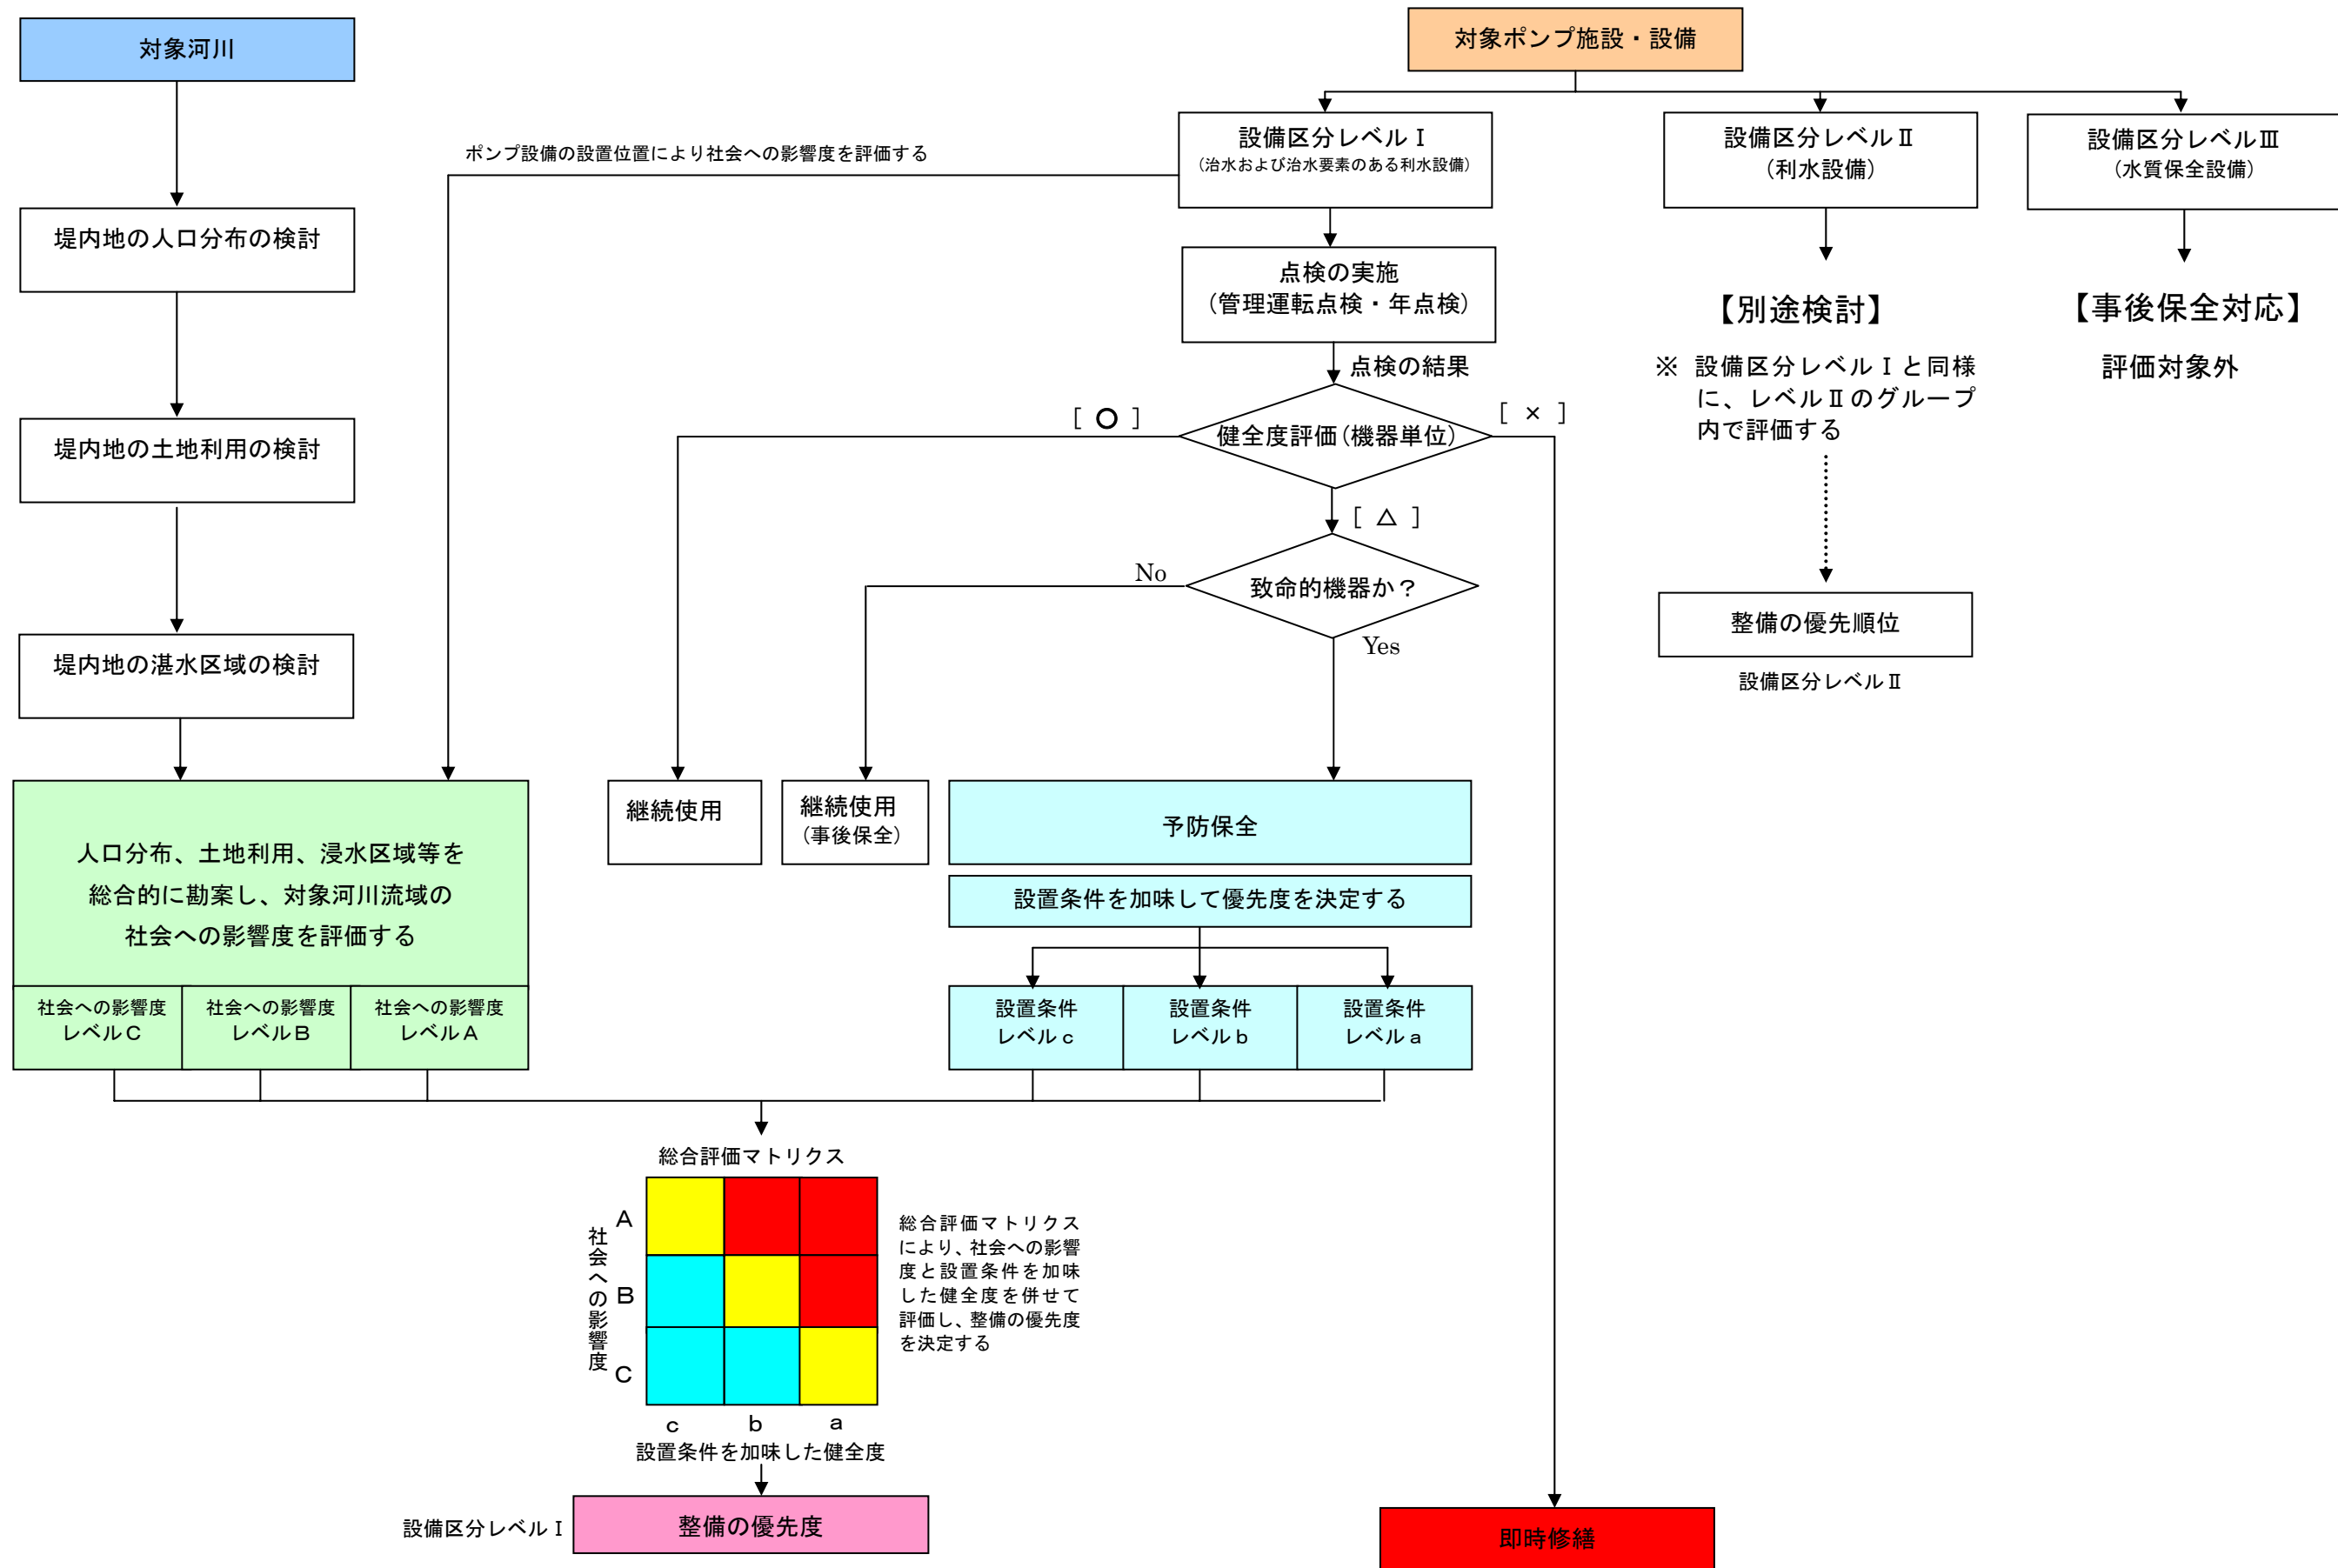 対象河川
対象ポンプ施設・設備
設備区分レベルⅠ
（治水および治水要素のある利水設備）
設備区分レベルⅡ
（利水設備）
設備区分レベルⅢ
（水質保全設備）
ポンプ設備の設置位置により社会への影響度を評価する
堤内地の人口分布の検討
点検の実施
（管理運転点検・年点検）
【別途検討】
【事後保全対応】
点検の結果
※ 設備区分レベルⅠと同様
に、レベルⅡのグループ
内で評価する
評価対象外
[ 〇 ]
[ × ]
健全度評価（機器単位）
堤内地の土地利用の検討
[ △ ]
No
致命的機器か？
Yes
整備の優先順位
設備区分レベルⅡ
堤内地の湛水区域の検討
継続使用
継続使用
（事後保全）
予防保全
人口分布、土地利用、浸水区域等を
総合的に勘案し、対象河川流域の
社会への影響度を評価する
設置条件を加味して優先度を決定する
社会への影響度
レベルＣ
社会への影響度
レベルＢ
社会への影響度
レベルＡ
設置条件
レベルｃ
設置条件
レベルｂ
設置条件
レベルａ
総合評価マトリクス
社会への影響度
Ａ
Ｂ
Ｃ
総合評価マトリクス
により、社会への影響
度と設置条件を加味
した健全度を併せて
評価し、整備の優先度
を決定する
ｃ ｂ ａ
設置条件を加味した健全度
設備区分レベルⅠ
整備の優先度
即時修繕